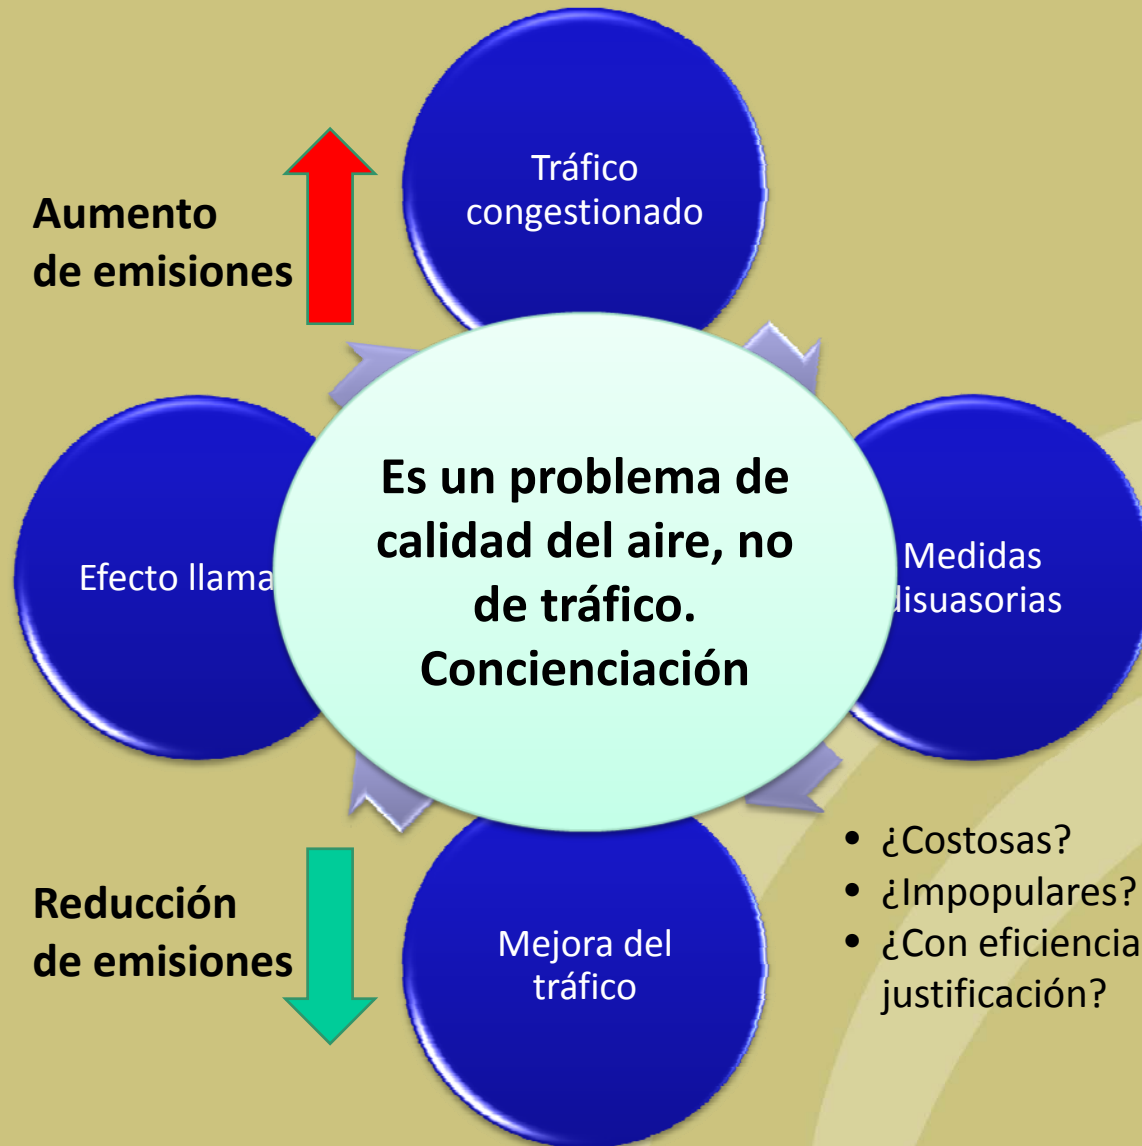 Tráfico
congestionado
Aumento
de emisiones
Es un problema de
calidad del aire, no
de tráfico.
Concienciación
Efecto llama
Medidas
disuasorias
Reducción
de emisiones
Mejora del
tráfico
• ¿Costosas?
• ¿Impopulares?
• ¿Con eficiencia
justificación?